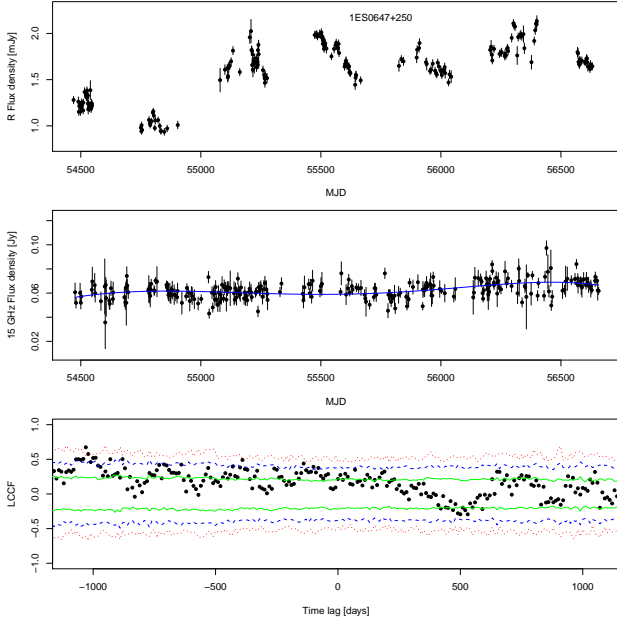 1ES0647+250
R Flux density [mJy]
2.0
1.5
1.0
54500 55000 55500 56000 56500
MJD
15 GHz Flux density [Jy]
0.10
0.06
0.02
54500 55000 55500 56000 56500
MJD
LCCF
1.0
0.5
0.0
−0.5
−1.0
−1000 −500 0 500 1000
Time lag [days]